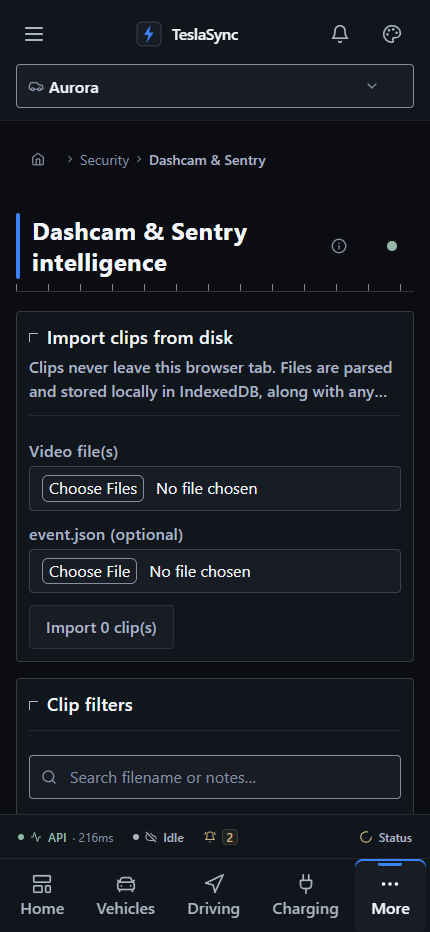 TeslaSync
Aurora
Security
Dashcam & Sentry
Dashcam & Sentry
intelligence
Import clips from disk
Clips never leave this browser tab. Files are parsed
and stored locally in IndexedDB, along with any...
Video file(s)
Choose Files No file chosen
event.json (optional)
Choose File No file chosen
Import 0 clip(s)
Clip filters
Search filename or notes...
API · 216ms
Idle
2
Status
Home
Vehicles
Driving
Charging
More